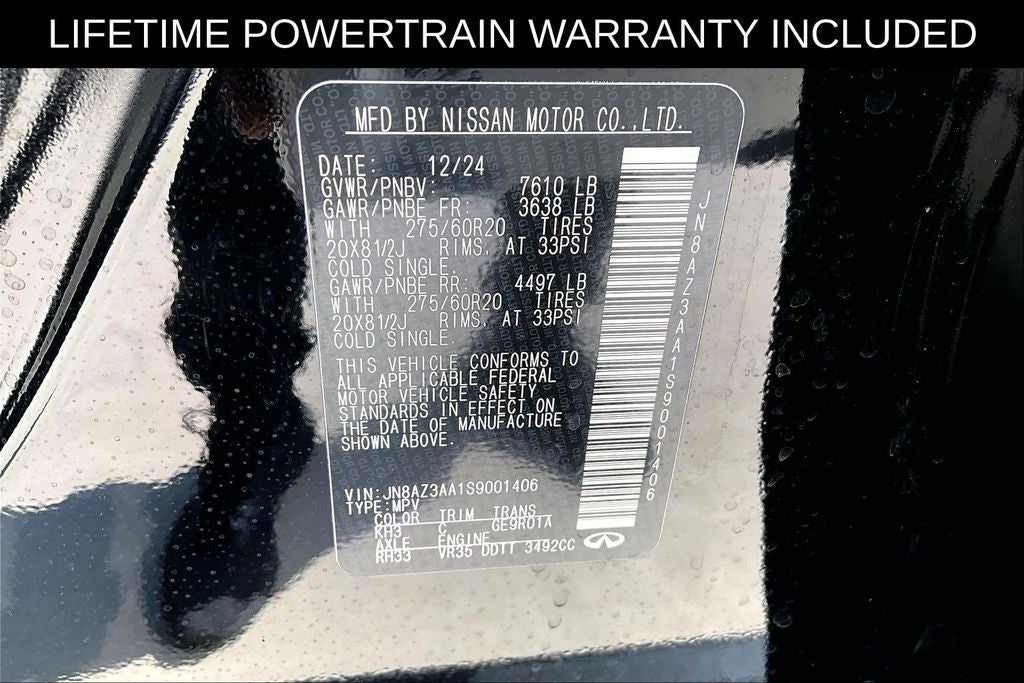 LIFETIME POWERTRAIN WARRANTY INCLUDED
MFD BY NISSAN MOTOR CO.,LTD.
DATE: 12/24
GVWR/PNBV: 7610 LB
GAWR/PNBE FR: 3638 LB
WITH 275/60R20 TIRES
20X81/2J RIMS, AT 33PSI
COLD SINGLE.
GAWR/PNBE RR: 4497 LB
WITH 275/60R20 TIRES
20X81/2J RIMS, AT 33PSI
COLD SINGLE.
THIS VEHICLE CONFORMS TO
ALL APPLICABLE FEDERAL
MOTOR VEHICLE SAFETY
STANDARDS IN EFFECT ON
THE DATE OF MANUFACTURE
SHOWN ABOVE.
VIN:JN8AZ3AA1S9001406
TYPE:MPV
COLOR TRIM TRANS
KH3 C GE9R01A
AXLE ENGINE
RH33 VR35 DDTT 3492CC
JN8AZ3AA1S9001406